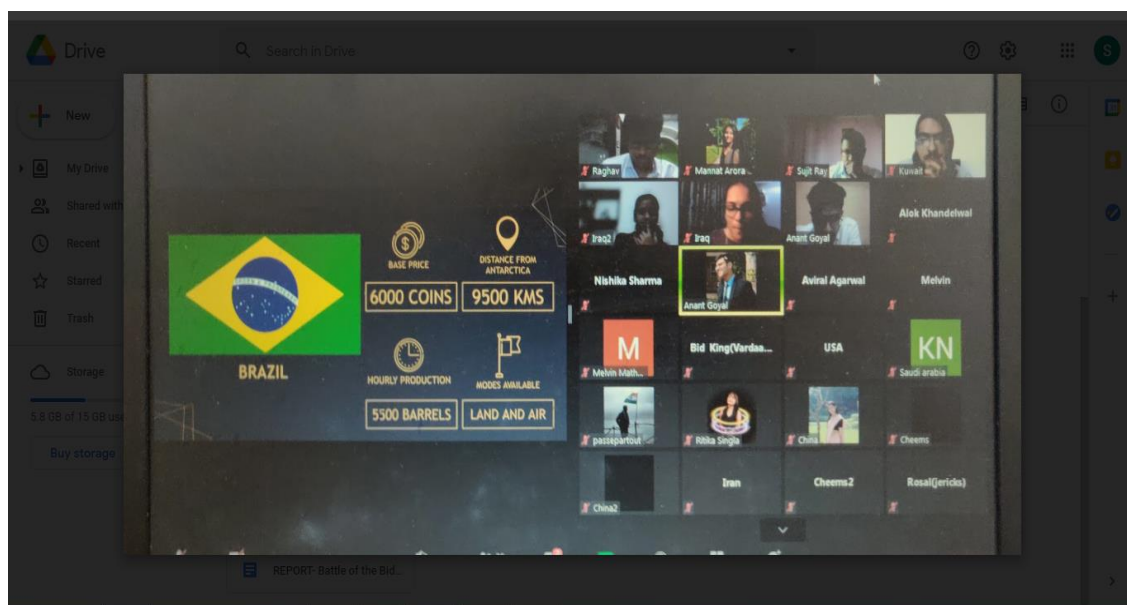 Drive
Search in Drive
S
New
My Drive
Shared with
Recent
Starred
Trash
Storage
5.8 GB of 15 GB use
Buy storage
BASE PRICE
6000 COINS
DISTANCE FROM
ANTARCTICA
9500 KMS
BRAZIL
HOURLY PRODUCTION
5500 BARRELS
MODES AVAILABLE
LAND AND AIR
Raghav
Mannat Arora
Sujit Ray
Kuwait
Iraq2
Iraq
Anant Goyal
Alok Khandelwal
Nishika Sharma
Anant Goyal
Aviral Agarwal
Melvin
M
Melvin Math...
Bid King(Vardaa...
USA
KN
Saudi arabia
passepartout
Ritika Singla
China
Cheems
China2
Iran
Cheems2
Rosal(jericks)
REPORT- Battle of the Bid...